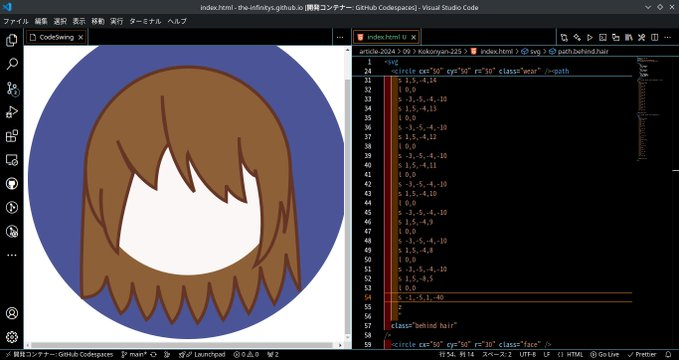 index.html - the-infinitys.github.io [開発コンテナー: GitHub Codespaces] - Visual Studio Code
ファイル 編集 選択 表示 移動 実行 ターミナル ヘルプ
CodeSwing
index.html U
article-2024 > 09 > Kokonyan-225 > index.html > svg > path.behind.hair
1 <svg
24 <circle cx="50" cy="50" r="50" class="wear" /><path
31 s 1,5,-4,14
32 l 0,0
33 s -3,-5,-4,-10
34 s 1,5,-4,13
35 l 0,0
36 s -3,-5,-4,-10
37 s 1,5,-4,12
38 l 0,0
39 s -3,-5,-4,-10
40 s 1,5,-4,11
41 l 0,0
42 s -3,-5,-4,-10
43 s 1,5,-4,10
44 l 0,0
45 s -3,-5,-4,-10
46 s 1,5,-4,9
47 l 0,0
48 s -3,-5,-4,-10
49 s 1,5,-4,8
50 l 0,0
51 s -3,-5,-4,-10
52 s 1,5,-8,5
53 l 0,0
54 s -1,-5,1,-40
55 z
56 "
57 class="behind hair"
58 />
59 <circle cx="50" cy="50" r="30" class="face" />
開発コンテナー: GitHub Codespaces main* Launchpad 0 0 2 行 54、列 14 スペース: 2 UTF-8 LF HTML Go Live Prettier